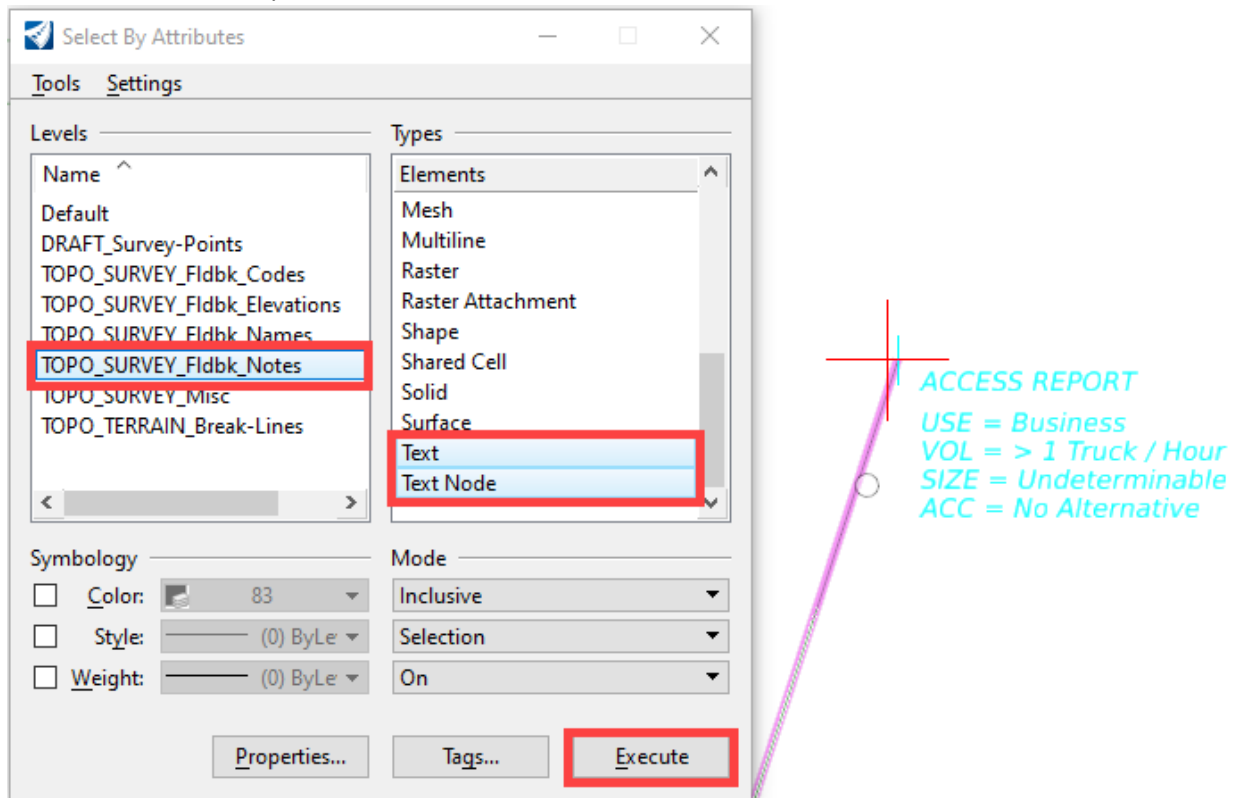 Select By Attributes
Tools Settings
Levels
Name
Default
DRAFT_Survey-Points
TOPO_SURVEY_Fldbk_Codes
TOPO_SURVEY_Fldbk_Elevations
TOPO_SURVEY_Fldbk_Names
TOPO_SURVEY_Fldbk_Notes
TOPO_SURVEY_Misc
TOPO_TERRAIN_Break-Lines
Types
Elements
Mesh
Multiline
Raster
Raster Attachment
Shape
Shared Cell
Solid
Surface
Text
Text Node
Symbology
Color: 83
Style: (0) ByLe
Weight: (0) ByLe
Mode
Inclusive
Selection
On
Properties... Tags... Execute
ACCESS REPORT
USE = Business
VOL = > 1 Truck / Hour
SIZE = Undeterminable
ACC = No Alternative